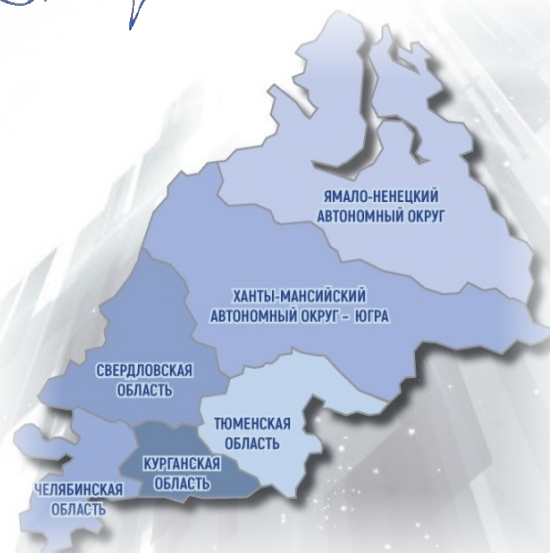 ЯМАЛО-НЕНЕЦКИЙ
АВТОНОМНЫЙ ОКРУГ
ХАНТЫ-МАНСИЙСКИЙ
АВТОНОМНЫЙ ОКРУГ - ЮГРА
СВЕРДЛОВСКАЯ
ОБЛАСТЬ
ТЮМЕНСКАЯ
ОБЛАСТЬ
КУРГАНСКАЯ
ОБЛАСТЬ
ЧЕЛЯБИНСКАЯ
ОБЛАСТЬ